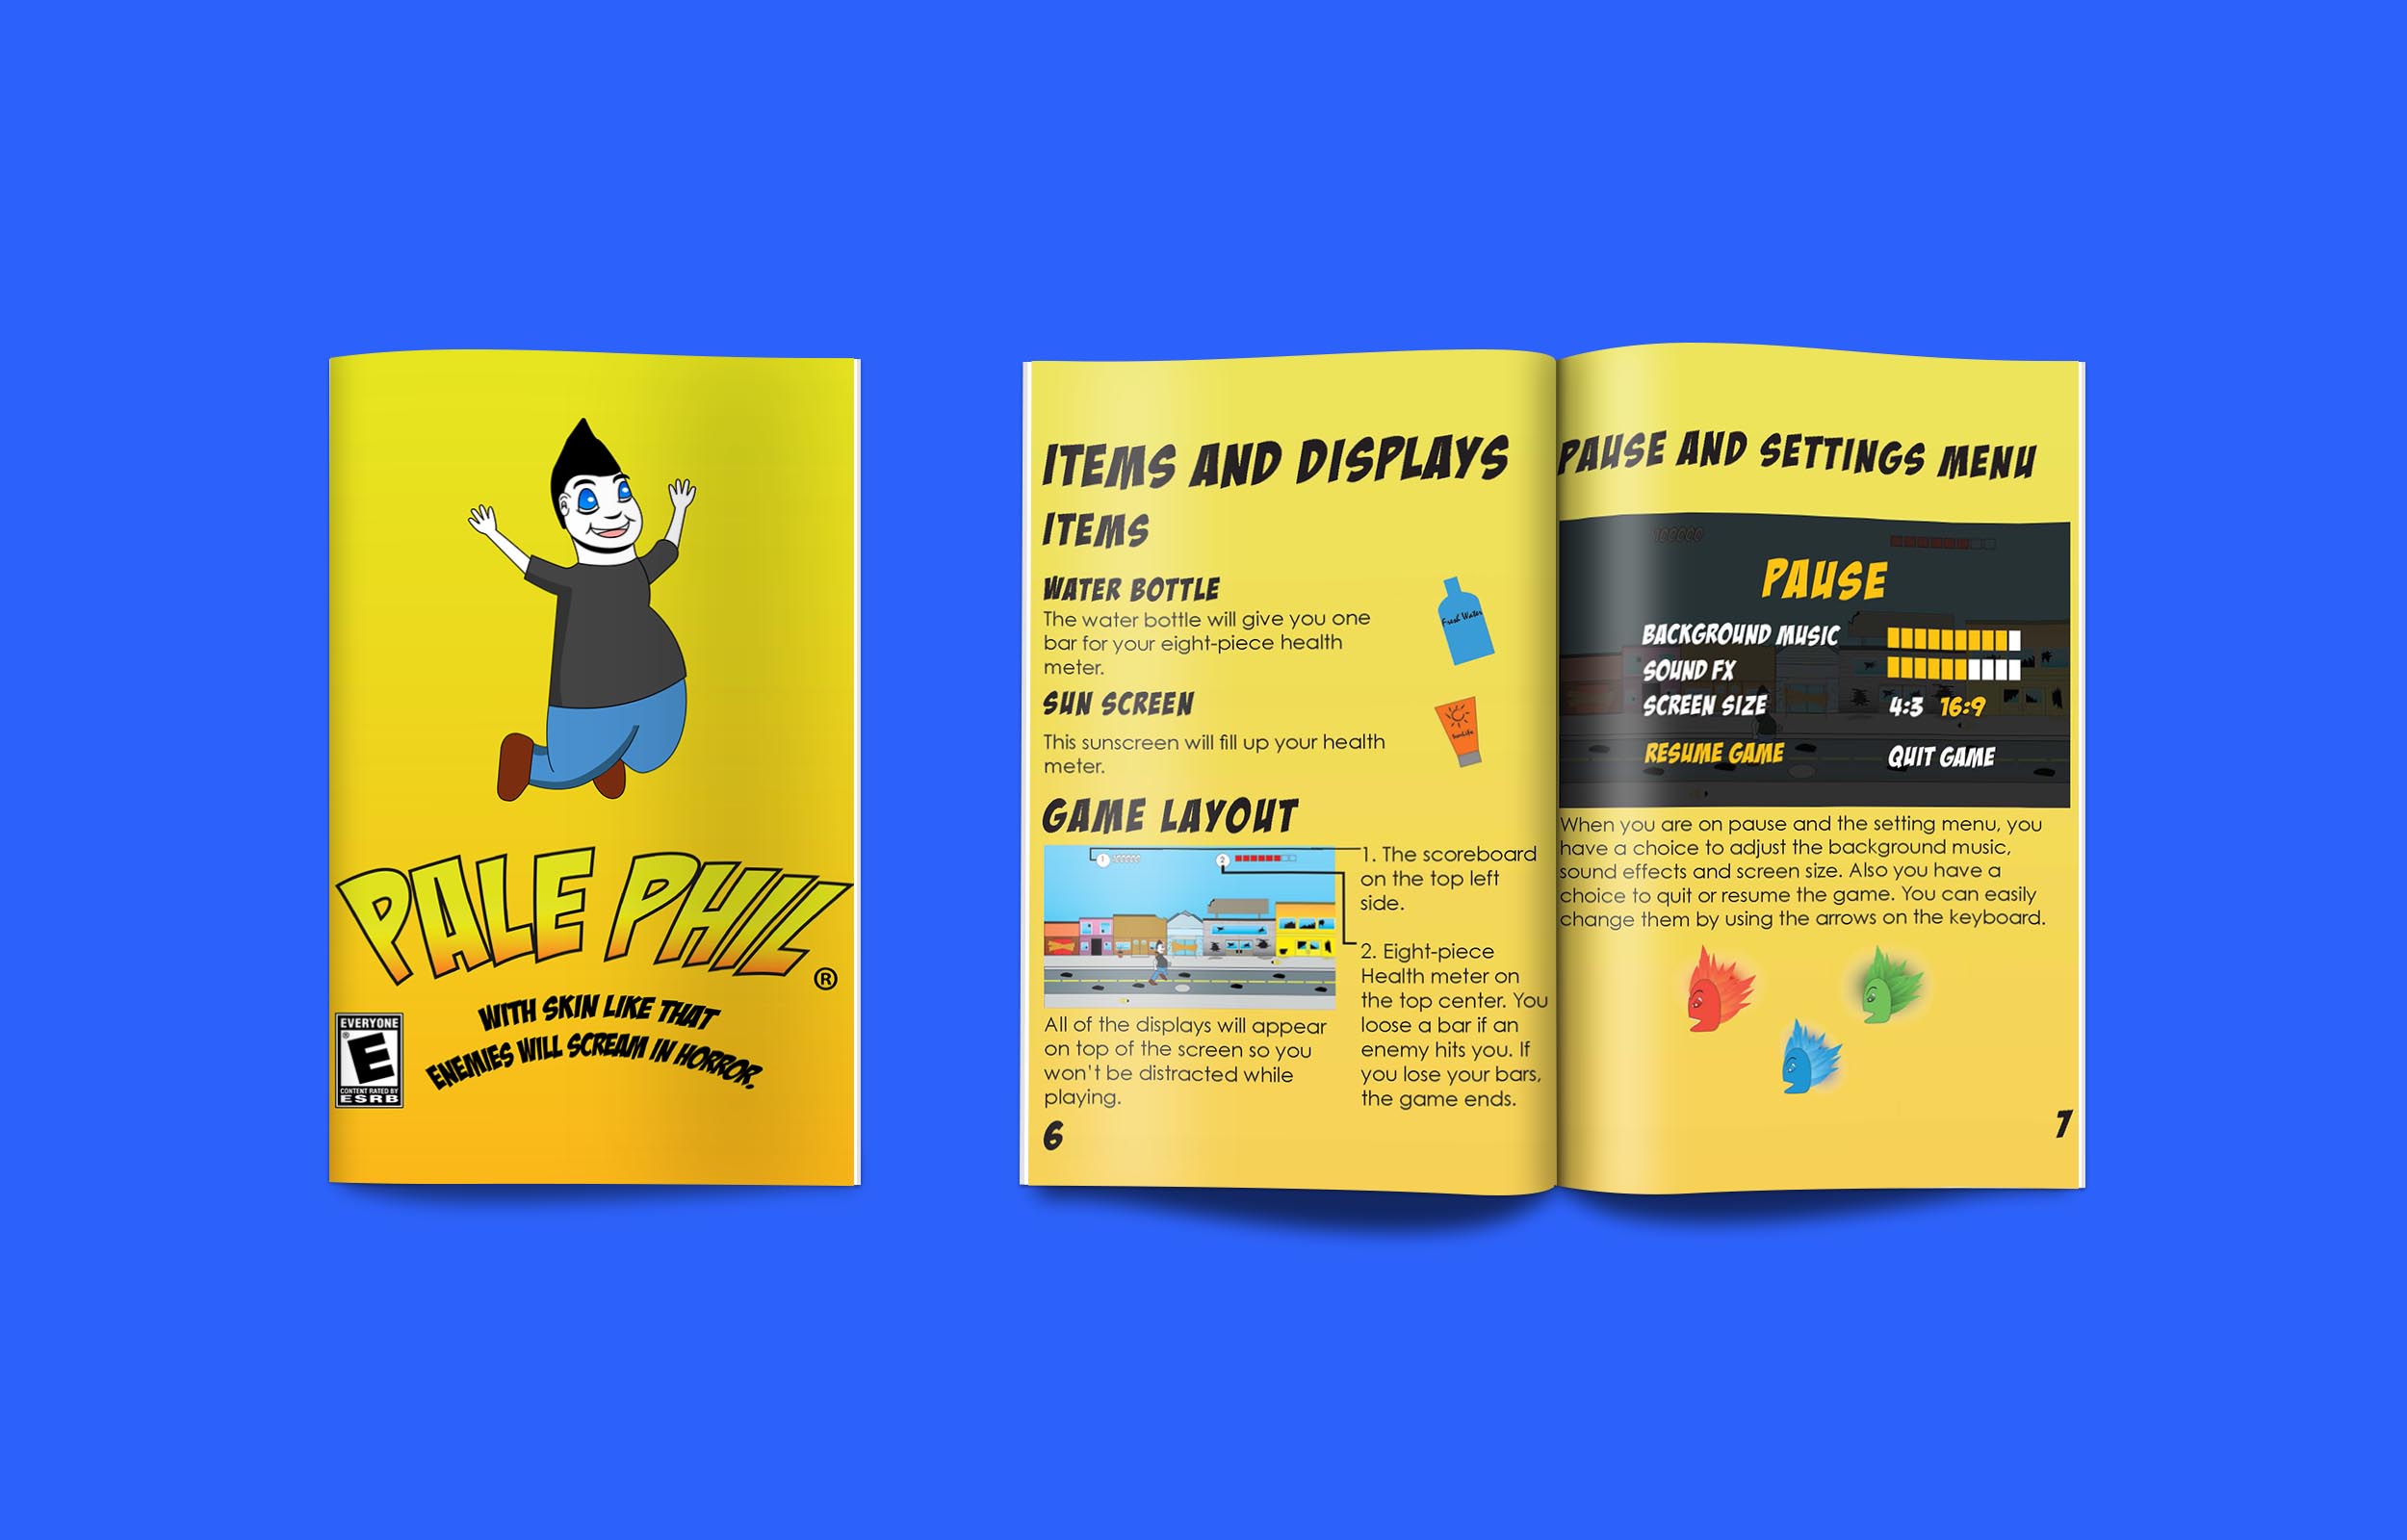 PALE PHIL
®
WITH SKIN LIKE THAT
ENEMIES WILL SCREAM IN HORROR.
EVERYONE
E
CONTENT RATED BY
ESRB
ITEMS AND DISPLAYS
ITEMS
WATER BOTTLE
The water bottle will give you one
bar for your eight-piece health
meter.
Fresh Water
SUN SCREEN
This sunscreen will fill up your health
meter.
GAME LAYOUT
1
2
1. The scoreboard
on the top left
side.
2. Eight-piece
Health meter on
the top center. You
loose a bar if an
enemy hits you. If
you lose your bars,
the game ends.
All of the displays will appear
on top of the screen so you
won't be distracted while
playing.
6
PAUSE AND SETTINGS MENU
PAUSE
BACKGROUND MUSIC
SOUND FX
SCREEN SIZE 4:3 16:9
RESUME GAME QUIT GAME
When you are on pause and the setting menu, you
have a choice to adjust the background music,
sound effects and screen size. Also you have a
choice to quit or resume the game. You can easily
change them by using the arrows on the keyboard.
7